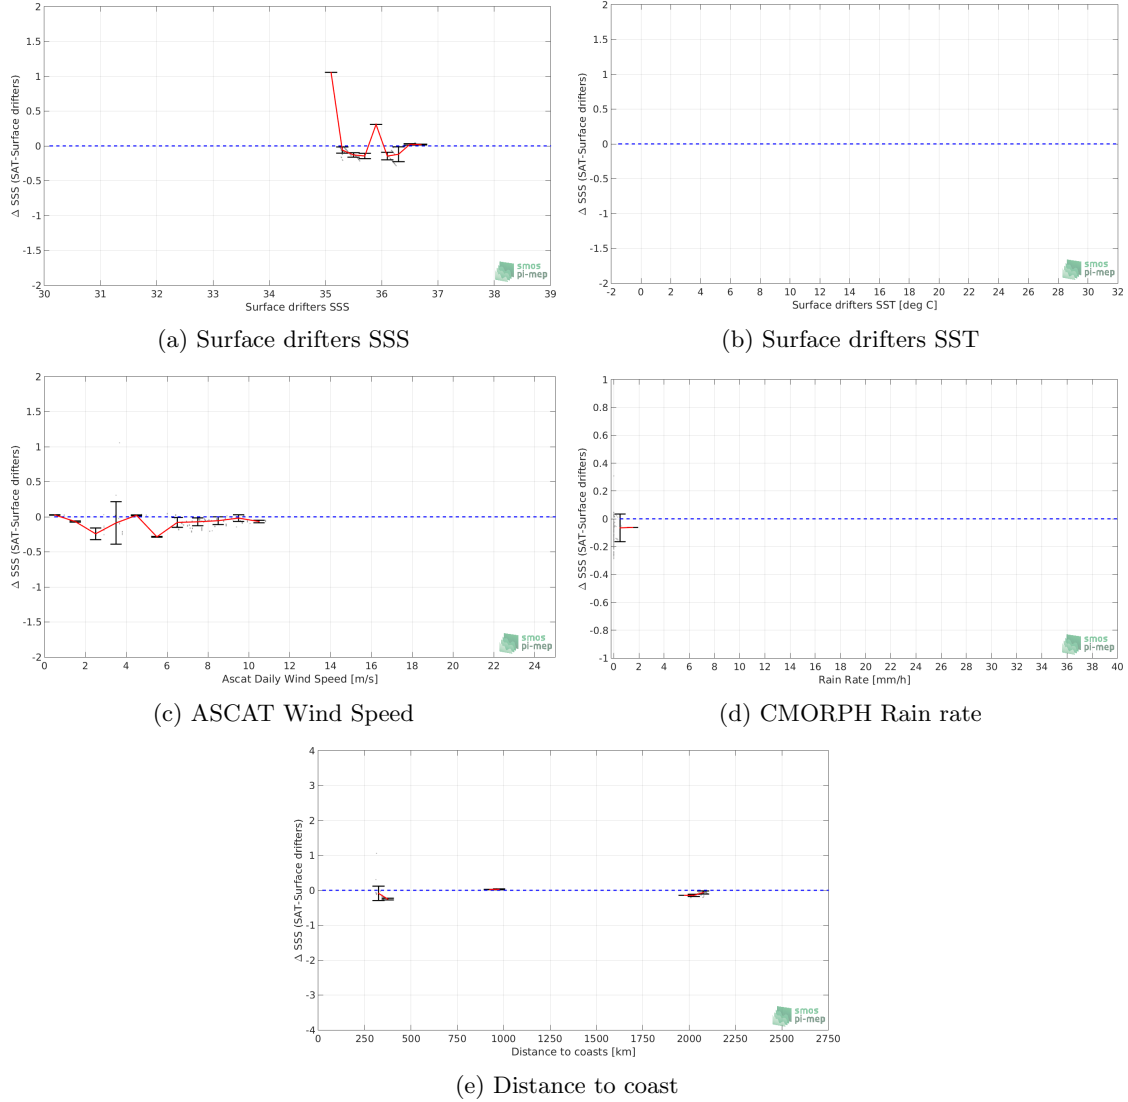 2
1.5
1
0.5
0
-0.5
-1
-1.5
-2
Δ SSS (SAT-Surface drifters)
30 31 32 33 34 35 36 37 38 39
Surface drifters SSS
smos
pi-mep
(a) Surface drifters SSS
2
1.5
1
0.5
0
-0.5
-1
-1.5
-2
Δ SSS (SAT-Surface drifters)
-2 0 2 4 6 8 10 12 14 16 18 20 22 24 26 28 30 32
Surface drifters SST [deg C]
smos
pi-mep
(b) Surface drifters SST
2
1.5
1
0.5
0
-0.5
-1
-1.5
-2
Δ SSS (SAT-Surface drifters)
0 2 4 6 8 10 12 14 16 18 20 22 24
Ascat Daily Wind Speed [m/s]
smos
pi-mep
(c) ASCAT Wind Speed
1
0.8
0.6
0.4
0.2
0
-0.2
-0.4
-0.6
-0.8
-1
Δ SSS (SAT-Surface drifters)
0 2 4 6 8 10 12 14 16 18 20 22 24 26 28 30 32 34 36 38 40
Rain Rate [mm/h]
smos
pi-mep
(d) CMORPH Rain rate
4
3
2
1
0
-1
-2
-3
-4
Δ SSS (SAT-Surface drifters)
0 250 500 750 1000 1250 1500 1750 2000 2250 2500 2750
Distance to coasts [km]
smos
pi-mep
(e) Distance to coast